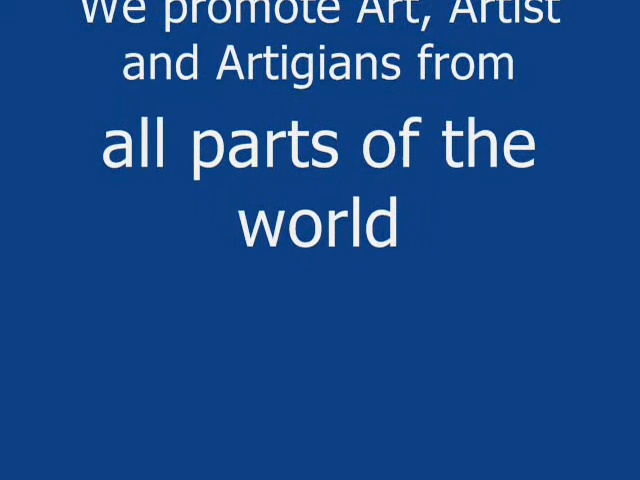 We promote Art, Artist
and Artigians from
all parts of the
world